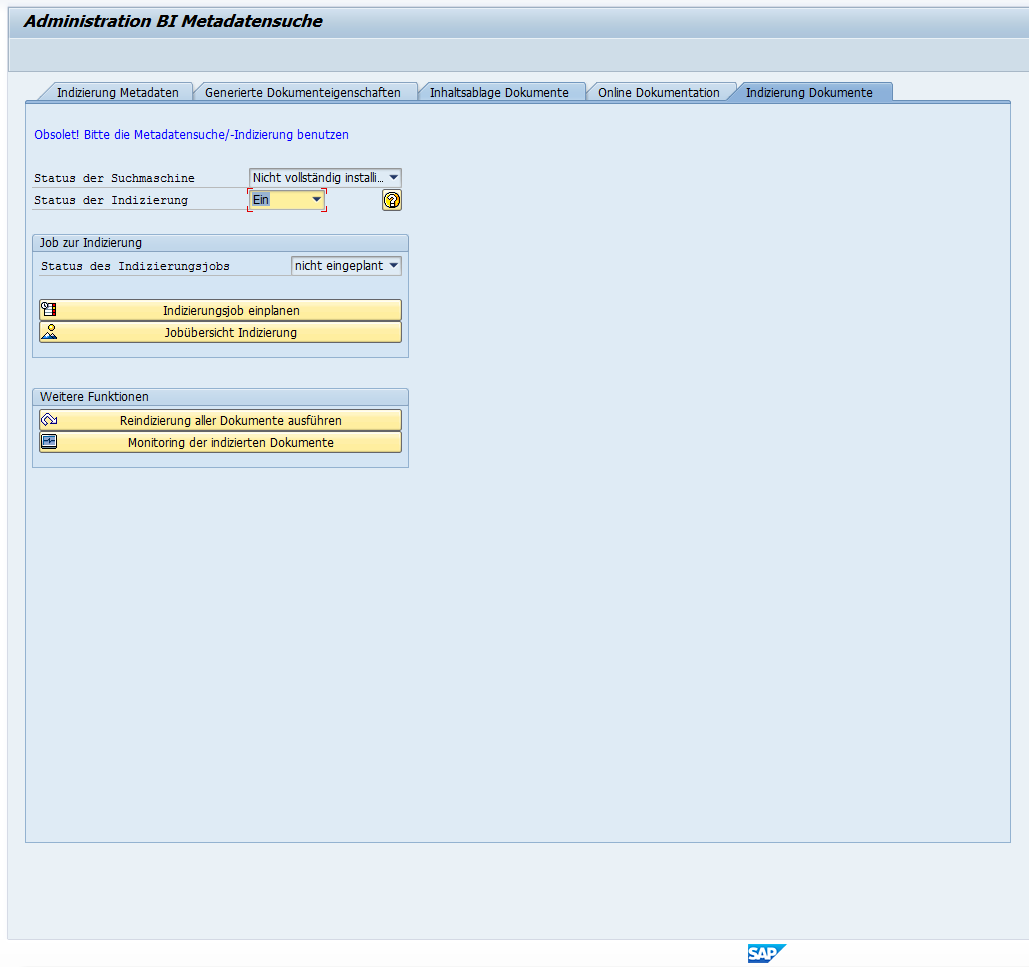 Administration BI Metadatensuche
Indizierung Metadaten
Generierte Dokumenteigenschaften
Inhaltsablage Dokumente
Online Dokumentation
Indizierung Dokumente
Obsolet! Bitte die Metadatensuche/-Indizierung benutzen
Status der Suchmaschine Nicht vollständig installi...
Status der Indizierung Ein
Job zur Indizierung
Status des Indizierungsjobs nicht eingeplant
Indizierungsjob einplanen
Jobübersicht Indizierung
Weitere Funktionen
Reindizierung aller Dokumente ausführen
Monitoring der indizierten Dokumente
SAP